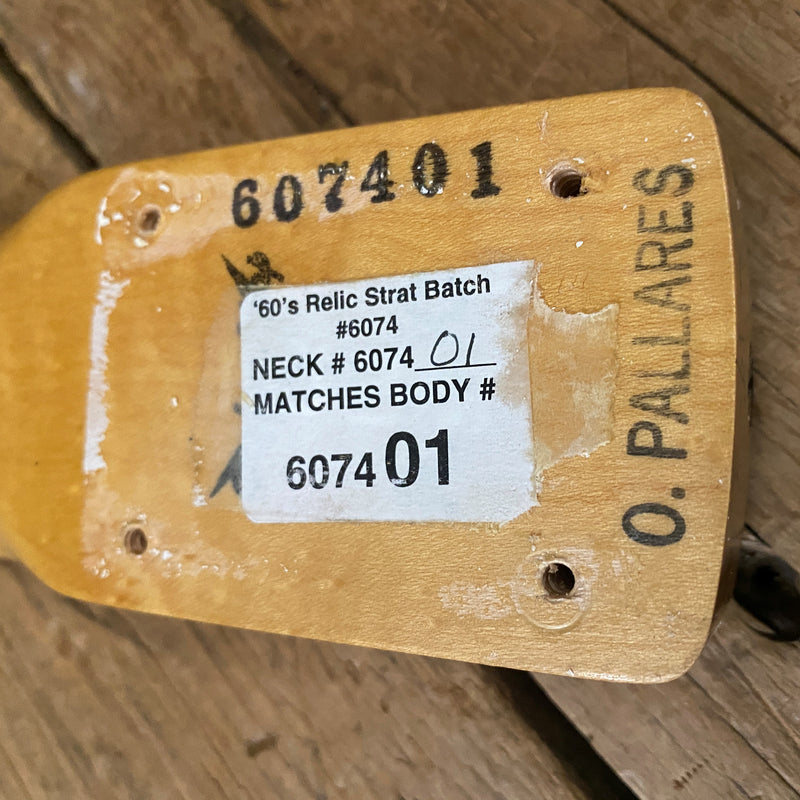 607401
'60's Relic Strat Batch
#6074
NECK # 6074 01
MATCHES BODY #
607401
O. PALLARES